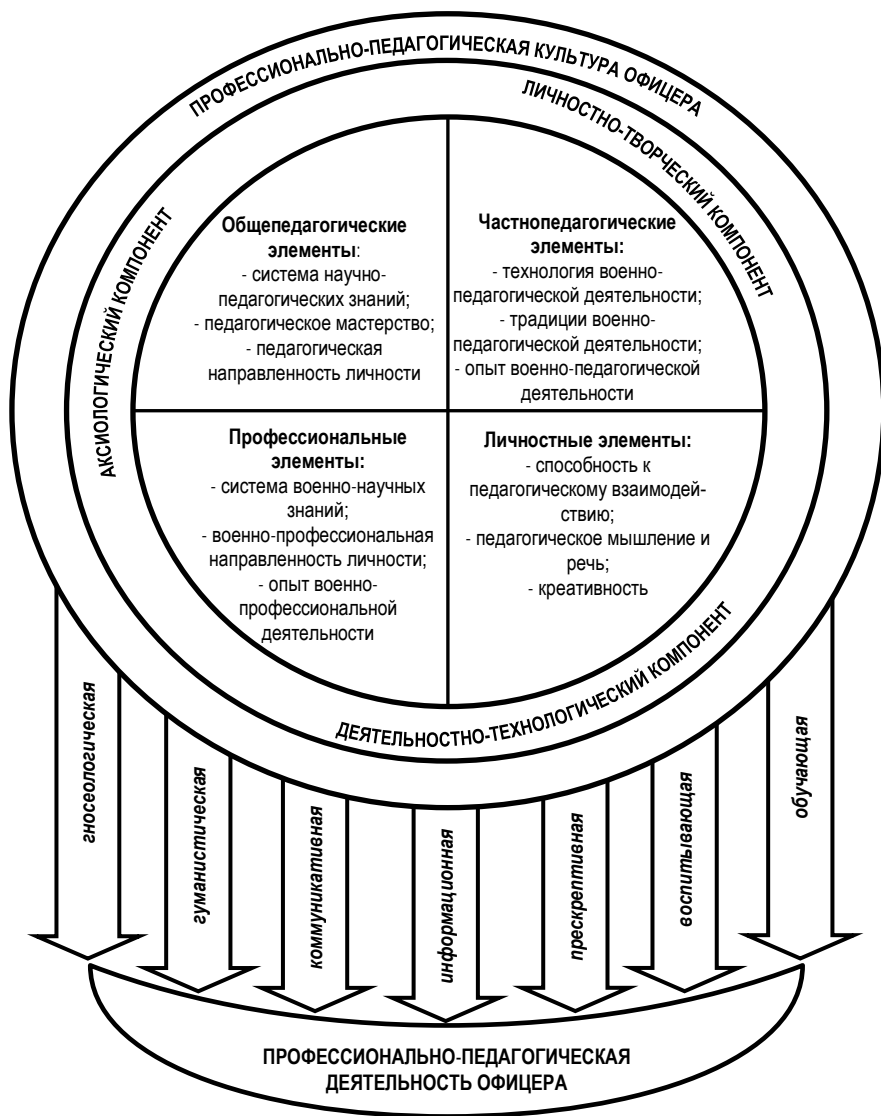 ПРОФЕССИОНАЛЬНО-ПЕДАГОГИЧЕСКАЯ КУЛЬТУРА ОФИЦЕРА
ЛИЧНОСТНО-ТВОРЧЕСКИЙ КОМПОНЕНТ
АКСИОЛОГИЧЕСКИЙ КОМПОНЕНТ
Общепедагогические
элементы:
- система научно-
педагогических знаний;
- педагогическое мастерство;
- педагогическая
направленность личности
Частнопедагогические
элементы:
- технология военно-
педагогической деятельности;
- традиции военно-
педагогической деятельности;
- опыт военно-педагогической
деятельности
Профессиональные
элементы:
- система военно-научных
знаний;
- военно-профессиональная
направленность личности;
- опыт военно-
профессиональной
деятельности
Личностные элементы:
- способность к
педагогическому взаимодей-
ствию;
- педагогическое мышление и
речь;
- креативность
ДЕЯТЕЛЬНОСТНО-ТЕХНОЛОГИЧЕСКИЙ КОМПОНЕНТ
гносеологическая
гуманистическая
коммуникативная
информационная
прескрептивная
воспитывающая
обучающая
ПРОФЕССИОНАЛЬНО-ПЕДАГОГИЧЕСКАЯ
ДЕЯТЕЛЬНОСТЬ ОФИЦЕРА